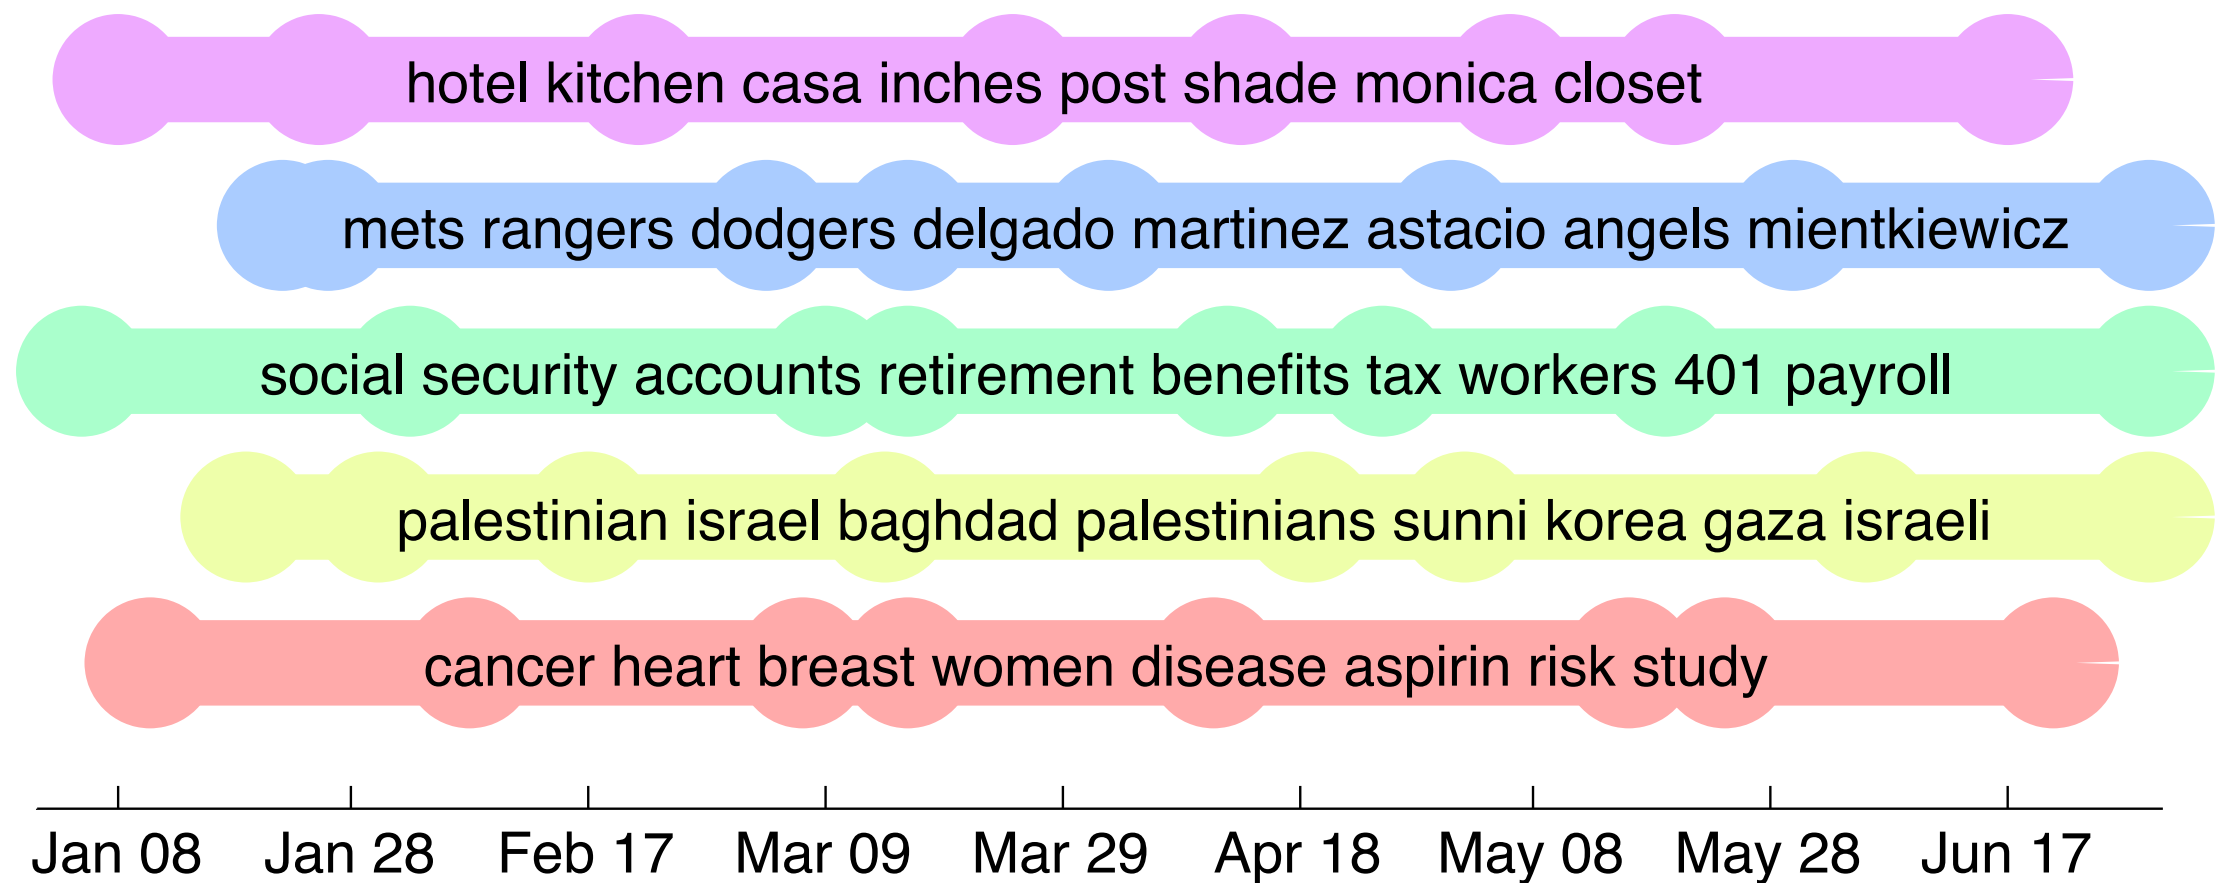 hotel kitchen casa inches post shade monica closet
mets rangers dodgers delgado martinez astacio angels mientkiewicz
social security accounts retirement benefits tax workers 401 payroll
palestinian israel baghdad palestinians sunni korea gaza israeli
cancer heart breast women disease aspirin risk study
Jan 08 Jan 28 Feb 17 Mar 09 Mar 29 Apr 18 May 08 May 28 Jun 17